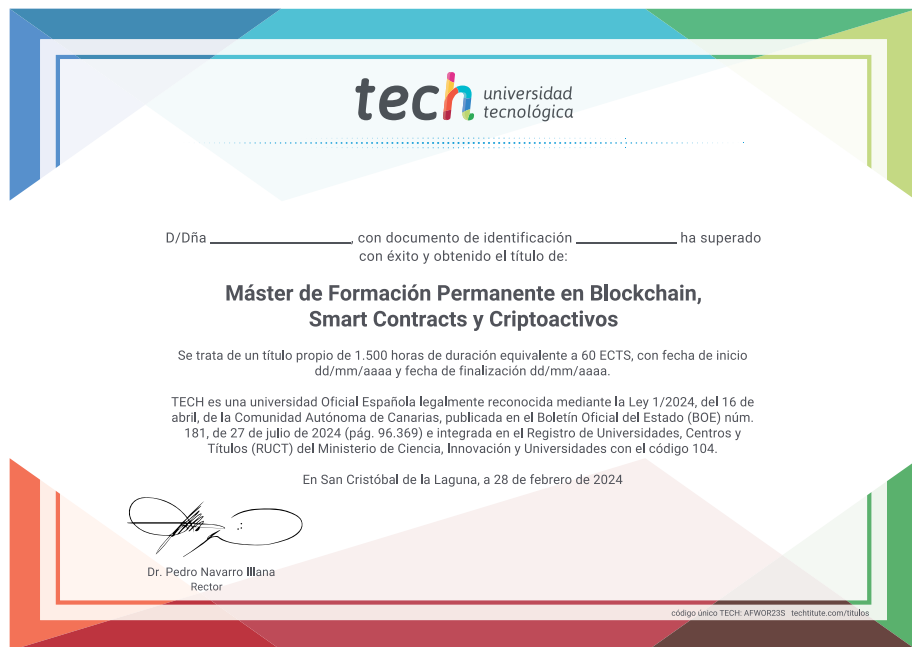 tech universidad
tecnológica
D/Dña ________________, con documento de identificación ____________ ha superado
con éxito y obtenido el título de:
Máster de Formación Permanente en Blockchain,
Smart Contracts y Criptoactivos
Se trata de un título propio de 1.500 horas de duración equivalente a 60 ECTS, con fecha de inicio
dd/mm/aaaa y fecha de finalización dd/mm/aaaa.
TECH es una universidad Oficial Española legalmente reconocida mediante la Ley 1/2024, del 16 de
abril, de la Comunidad Autónoma de Canarias, publicada en el Boletín Oficial del Estado (BOE) núm.
181, de 27 de julio de 2024 (pág. 96.369) e integrada en el Registro de Universidades, Centros y
Títulos (RUCT) del Ministerio de Ciencia, Innovación y Universidades con el código 104.
En San Cristóbal de la Laguna, a 28 de febrero de 2024
Dr. Pedro Navarro Illana
Rector
código único TECH: AFWOR23S techtitute.com/titulos